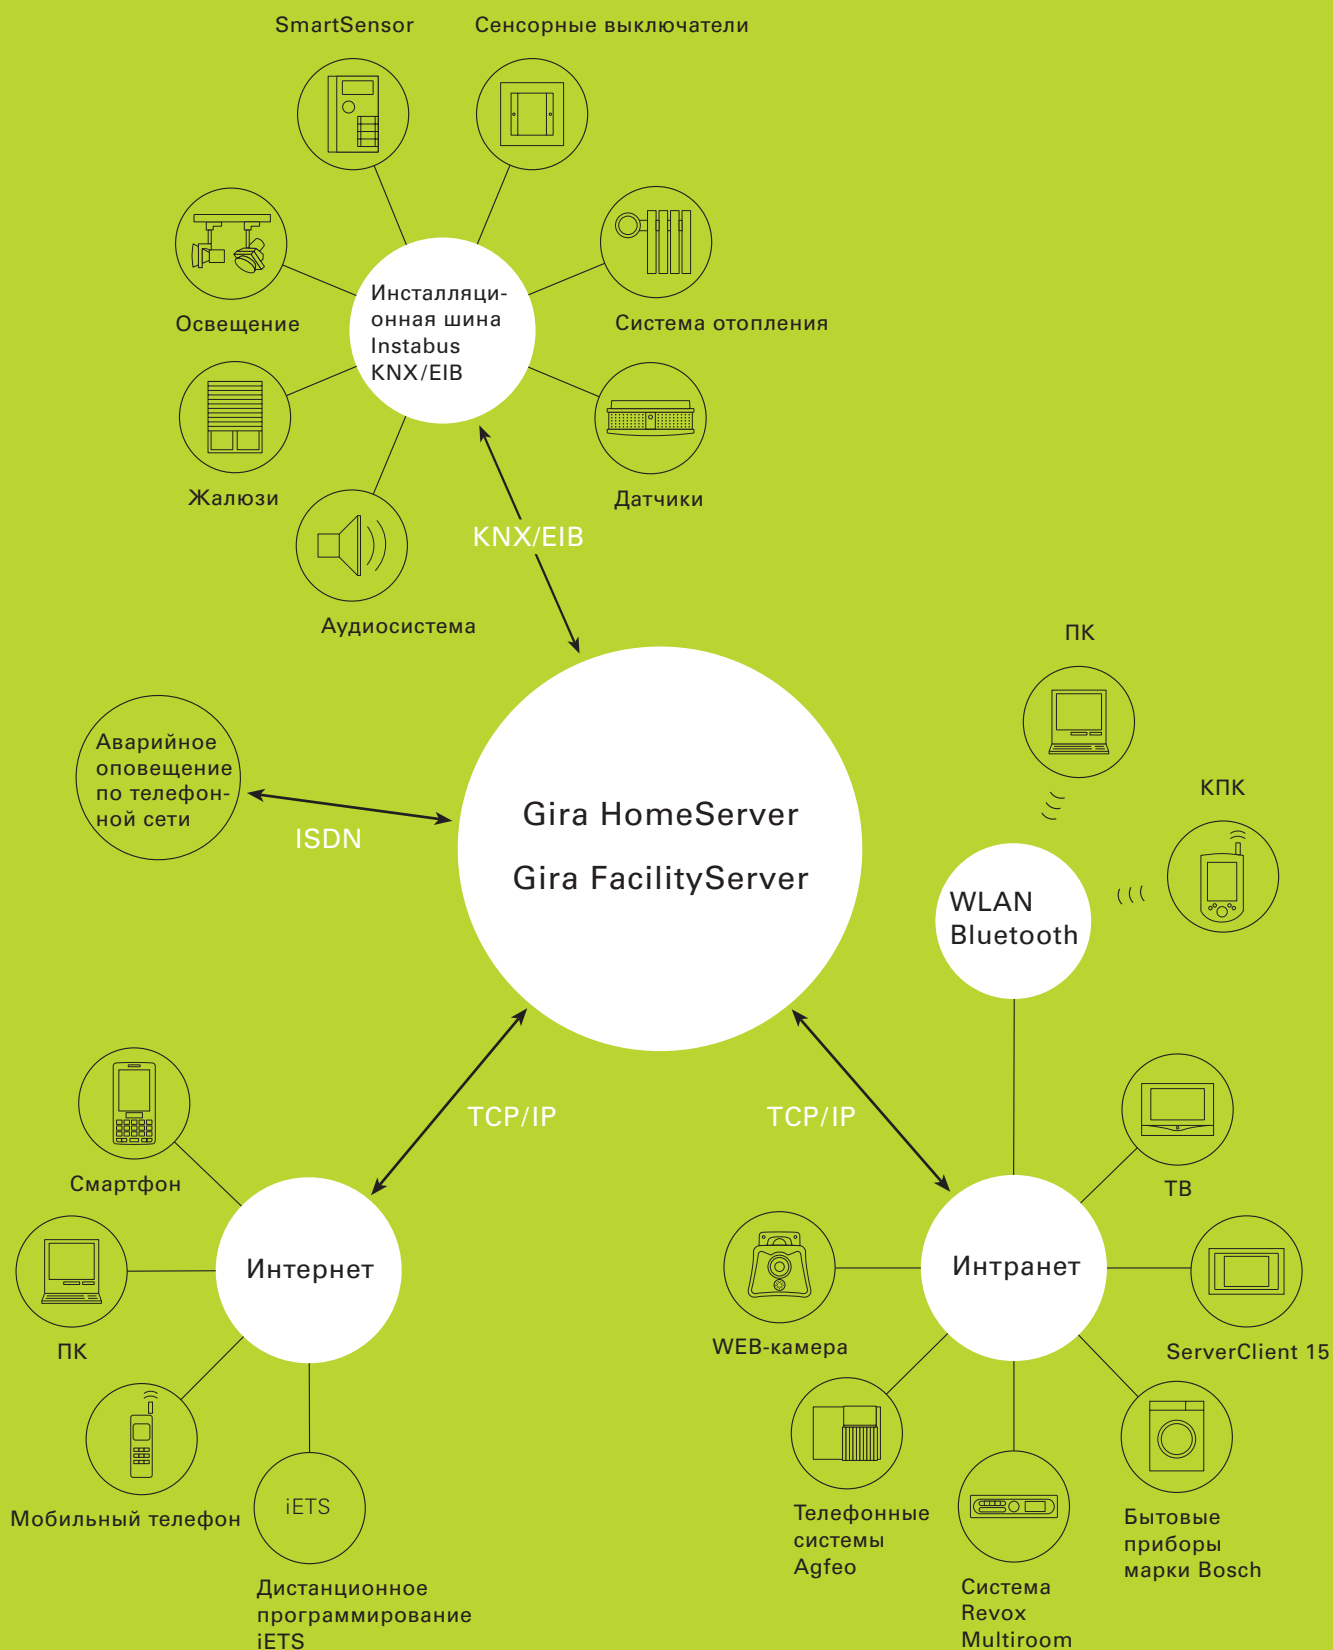 SmartSensor
Сенсорные выключатели
Инсталляци-
онная шина
Instabus
KNX/EIB
Освещение
Система отопления
Жалюзи
Датчики
KNX/EIB
Аудиосистема
ПК
Аварийное
оповещение
по телефон-
ной сети
ISDN
Gira HomeServer
Gira FacilityServer
КПК
WLAN
Bluetooth
TCP/IP
TCP/IP
Смартфон
ТВ
Интернет
Интранет
ПК
WEB-камера
ServerClient 15
iETS
Мобильный телефон
Телефонные
системы
Agfeo
Бытовые
приборы
марки Bosch
Дистанционное
программирование
iETS
Система
Revox
Multiroom